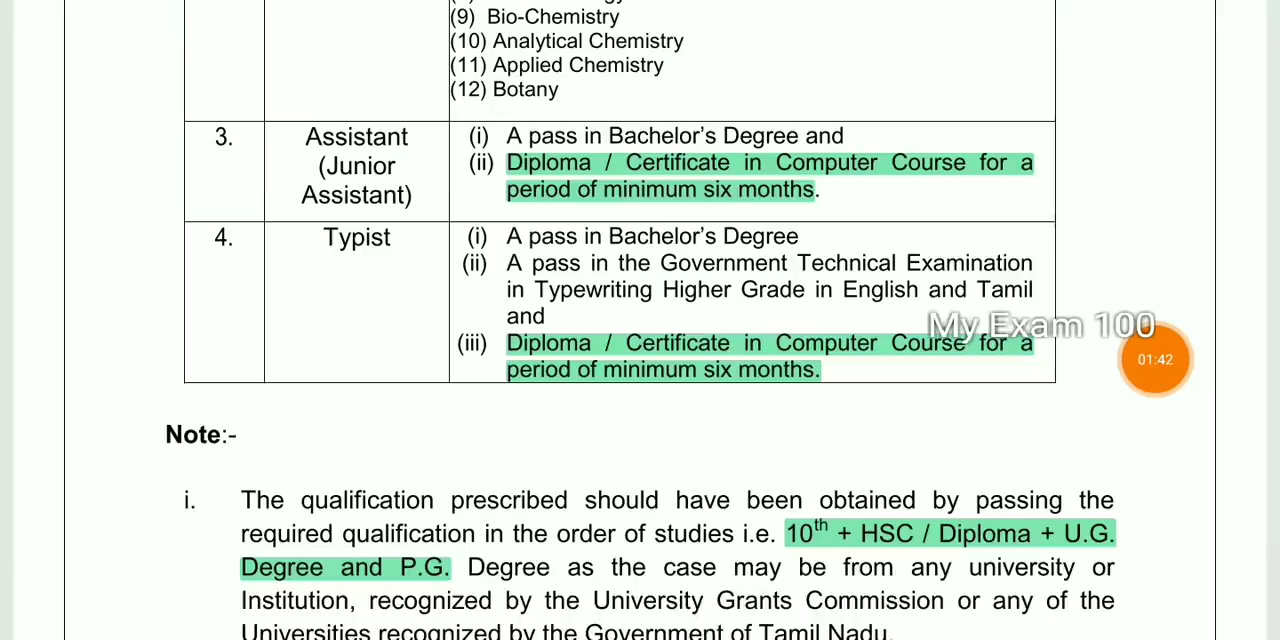 (9) Bio-Chemistry
(10) Analytical Chemistry
(11) Applied Chemistry
(12) Botany
3. Assistant (Junior Assistant)
(i) A pass in Bachelor's Degree and
(ii) Diploma / Certificate in Computer Course for a
period of minimum six months.
4. Typist
(i) A pass in Bachelor's Degree
(ii) A pass in the Government Technical Examination
in Typewriting Higher Grade in English and Tamil
and
(iii) Diploma / Certificate in Computer Course for a
period of minimum six months.
My Exam 100
01:42
Note:-
i. The qualification prescribed should have been obtained by passing the
required qualification in the order of studies i.e. 10th + HSC / Diploma + U.G.
Degree and P.G. Degree as the case may be from any university or
Institution, recognized by the University Grants Commission or any of the
Universities recognized by the Government of Tamil Nadu.